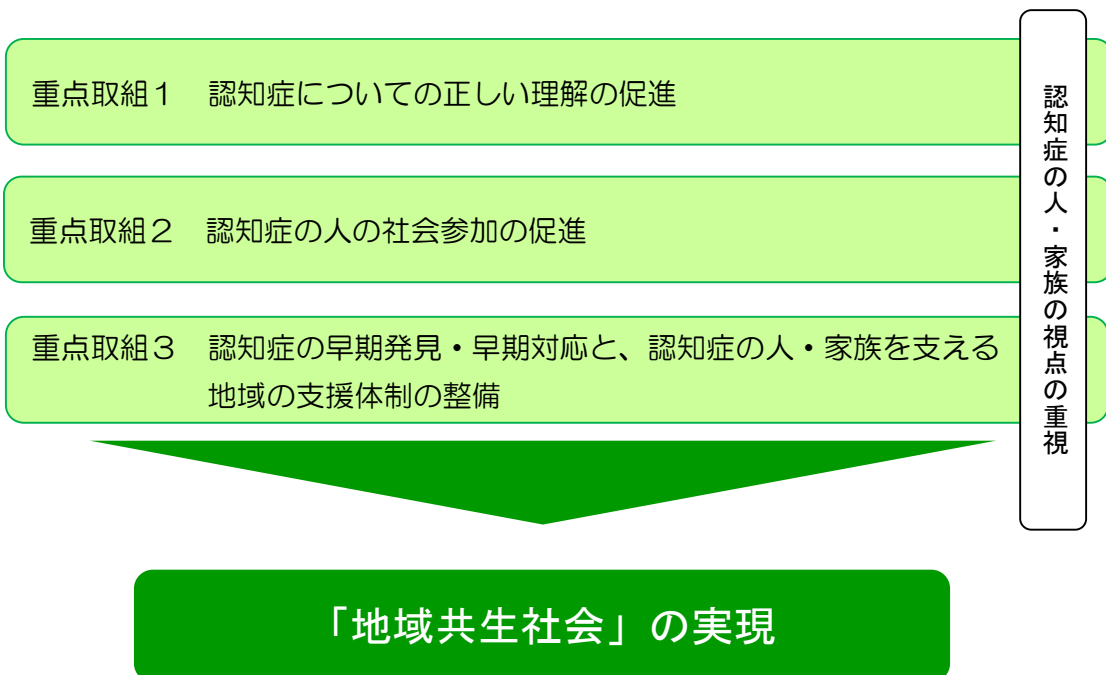 重点取組１　認知症についての正しい理解の促進
重点取組２　認知症の人の社会参加の促進
重点取組３　認知症の早期発見・早期対応と、認知症の人・家族を支える
地域の支援体制の整備
認知症の人・家族の視点の重視
「地域共生社会」の実現